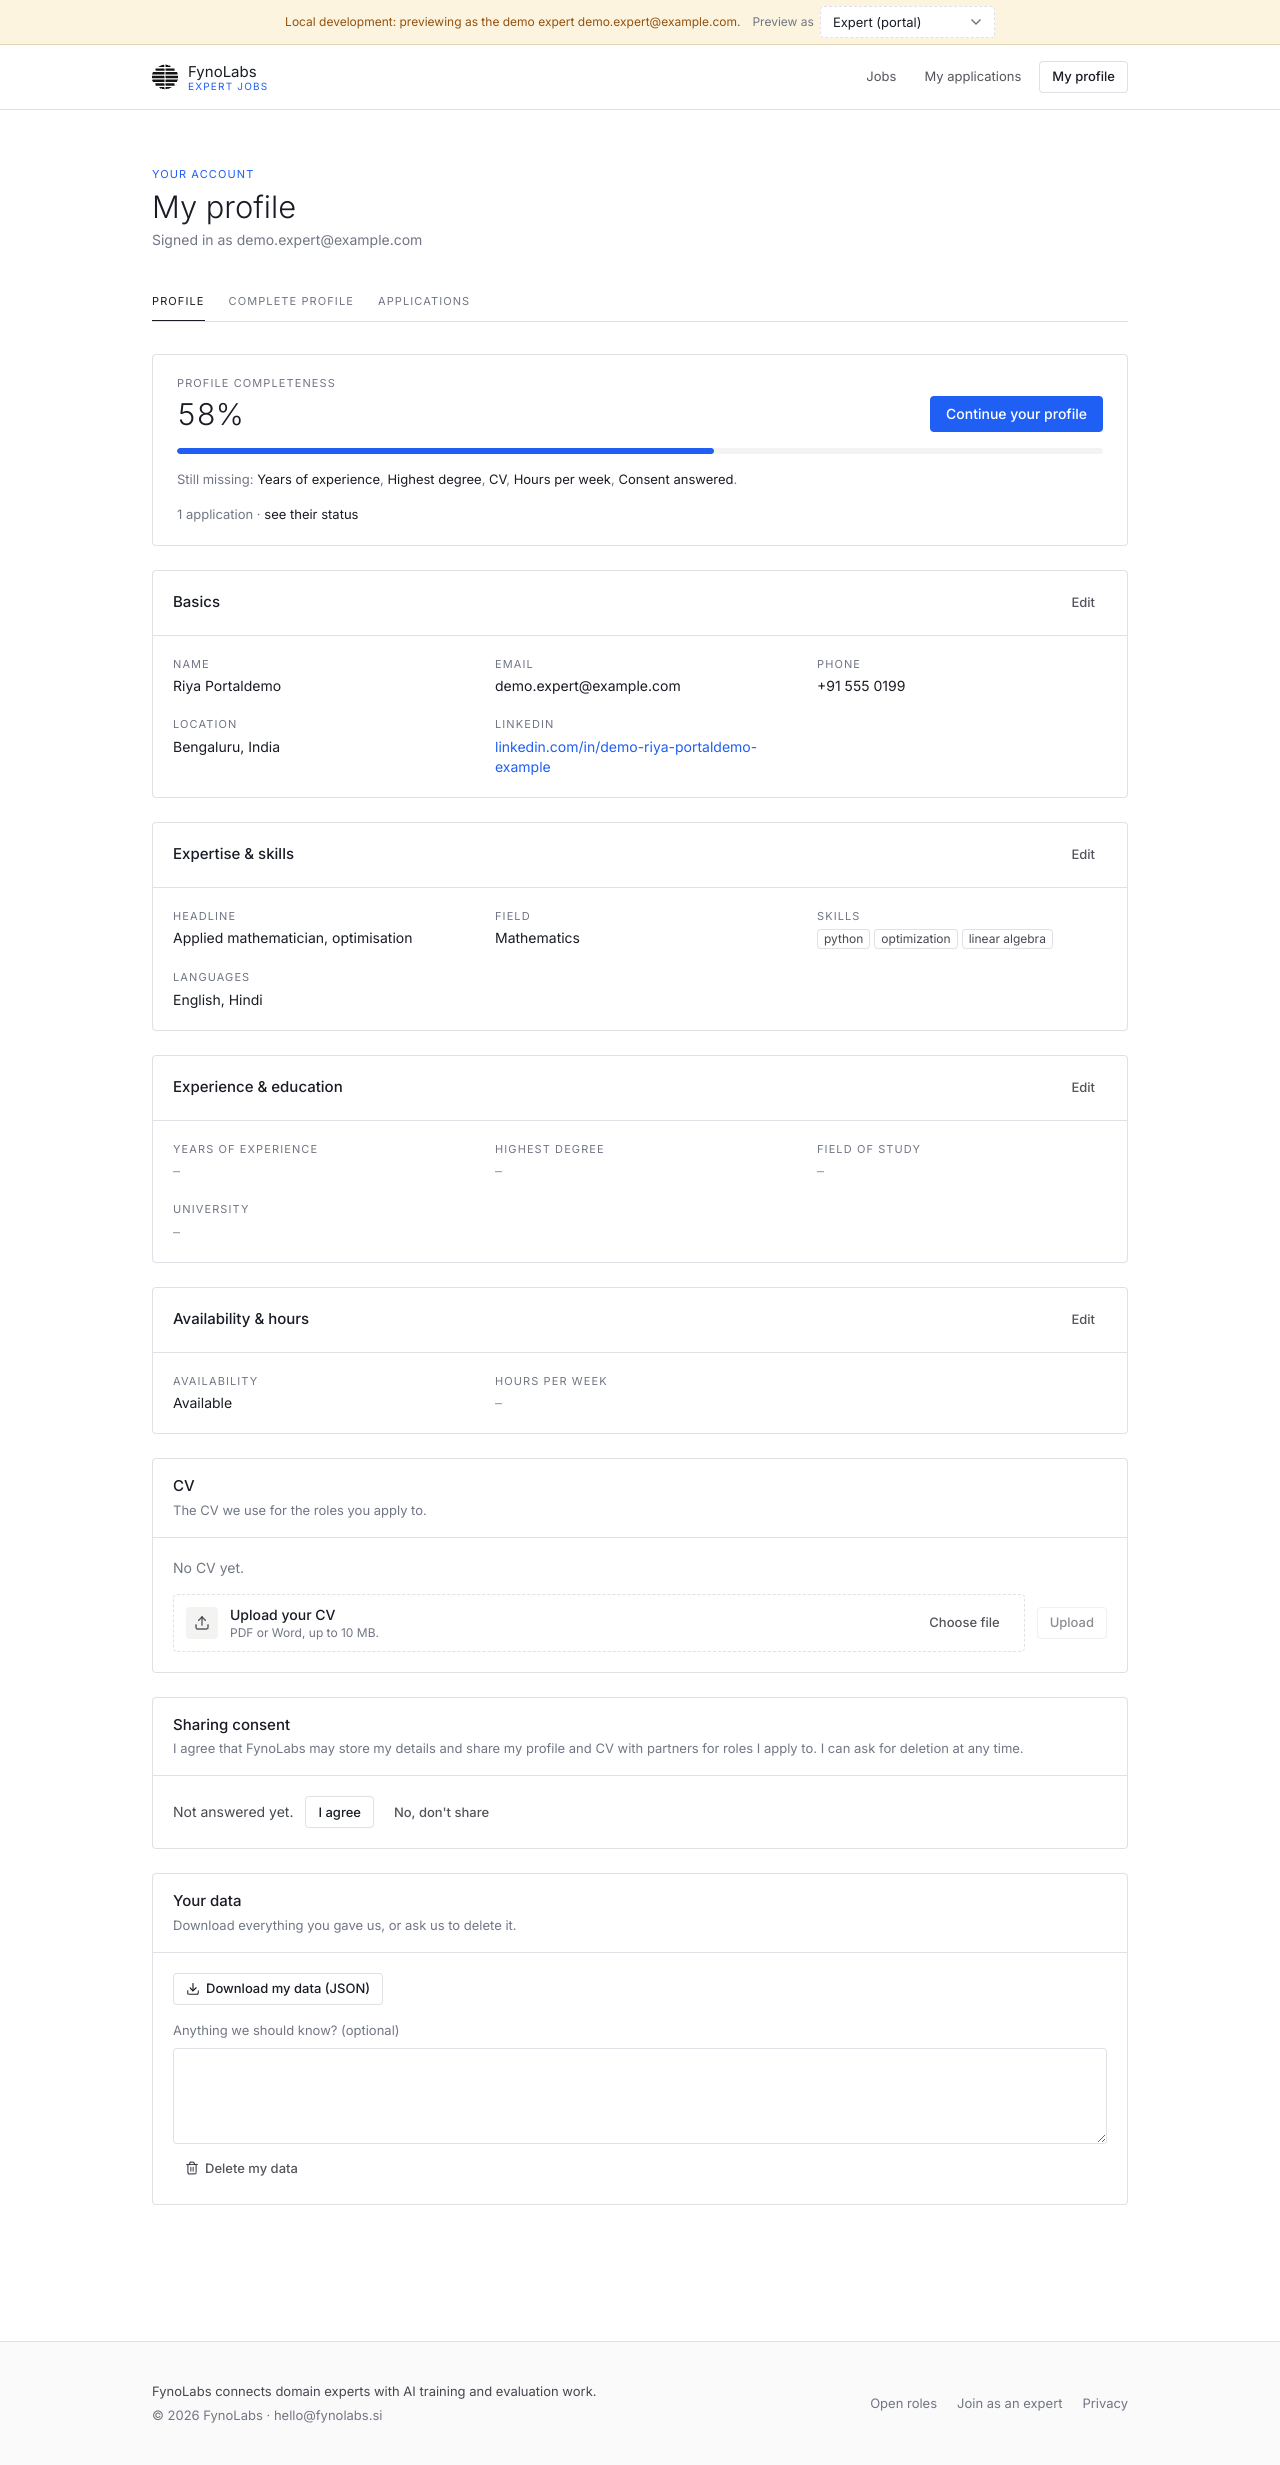 Local development: previewing as the demo expert demo.expert@example.com. Preview as Expert (portal)
FynoLabs
EXPERT JOBS
Jobs My applications My profile
YOUR ACCOUNT
My profile
Signed in as demo.expert@example.com
PROFILE COMPLETE PROFILE APPLICATIONS
PROFILE COMPLETENESS
58%
Continue your profile
Still missing: Years of experience, Highest degree, CV, Hours per week, Consent answered.
1 application · see their status
Basics Edit
NAME EMAIL PHONE
Riya Portaldemo demo.expert@example.com +91 555 0199
LOCATION LINKEDIN
Bengaluru, India linkedin.com/in/demo-riya-portaldemo-
example
Expertise & skills Edit
HEADLINE FIELD SKILLS
Applied mathematician, optimisation Mathematics python optimization linear algebra
LANGUAGES
English, Hindi
Experience & education Edit
YEARS OF EXPERIENCE HIGHEST DEGREE FIELD OF STUDY
– – –
UNIVERSITY
–
Availability & hours Edit
AVAILABILITY HOURS PER WEEK
Available –
CV
The CV we use for the roles you apply to.
No CV yet.
Upload your CV
PDF or Word, up to 10 MB.
Choose file Upload
Sharing consent
I agree that FynoLabs may store my details and share my profile and CV with partners for roles I apply to. I can ask for deletion at any time.
Not answered yet. I agree No, don't share
Your data
Download everything you gave us, or ask us to delete it.
Download my data (JSON)
Anything we should know? (optional)
Delete my data
FynoLabs connects domain experts with AI training and evaluation work.
© 2026 FynoLabs · hello@fynolabs.si
Open roles Join as an expert Privacy